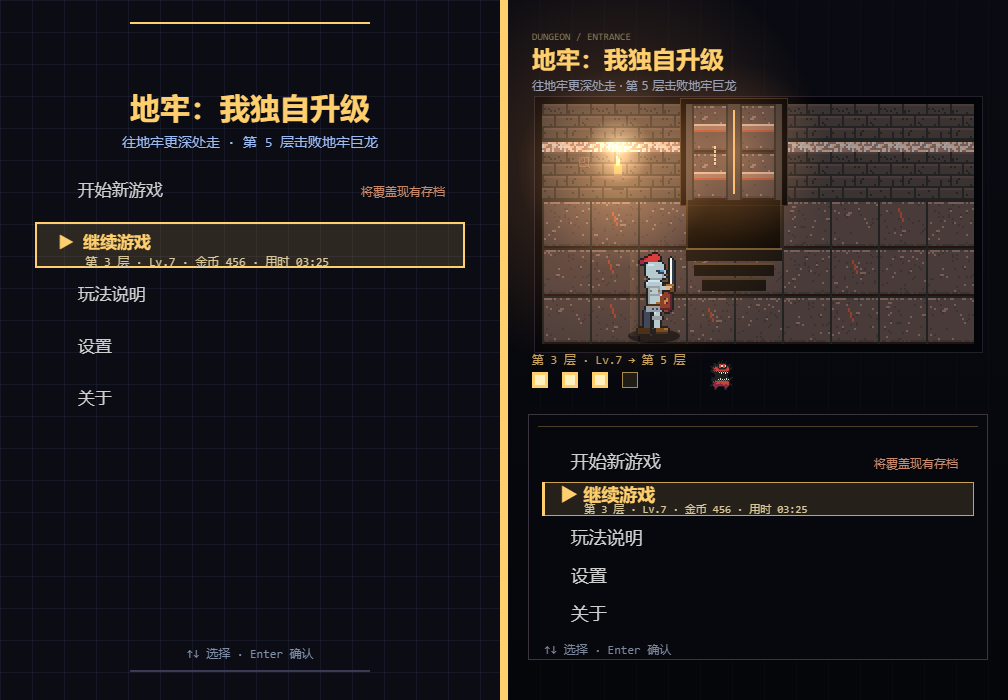 地牢：我独自升级
往地牢更深处走 · 第 5 层击败地牢巨龙
开始新游戏
将覆盖现有存档
▶ 继续游戏
第 3 层 · Lv.7 · 金币 456 · 用时 03:25
玩法说明
设置
关于
↑↓ 选择 · Enter 确认
DUNGEON / ENTRANCE
地牢：我独自升级
往地牢更深处走 · 第 5 层击败地牢巨龙
第 3 层 · Lv.7 → 第 5 层
开始新游戏
将覆盖现有存档
▶ 继续游戏
第 3 层 · Lv.7 · 金币 456 · 用时 03:25
玩法说明
设置
关于
↑↓ 选择 · Enter 确认